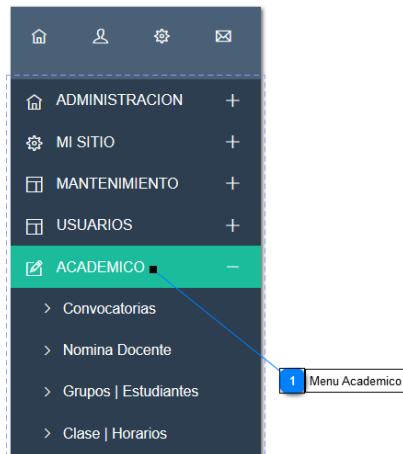 ADMINISTRACION
MI SITIO
MANTENIMIENTO
USUARIOS
ACADEMICO
Convocatorias
Nomina Docente
Grupos | Estudiantes
Clase | Horarios
1 Menu Academico